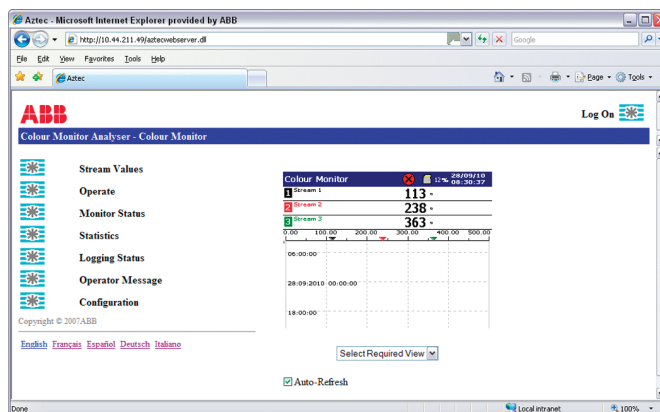 Aztec - Microsoft Internet Explorer provided by ABB
http://10.44.211.49/aztecwebserver.dl
Google
File Edit View Favorites Tools Help
Aztec
Page Tools
ABB
Log On
Colour Monitor Analyser - Colour Monitor
Stream Values
Operate
Monitor Status
Statistics
Logging Status
Operator Message
Configuration
Copyright © 2007ABB
English Français Español Deutsch Italiano
Colour Monitor 12% 28/09/10
08:30:37
1 Stream 1 113
2 Stream 2 238
3 Stream 3 363
0.00 100.00 200.00 300.00 400.00 500.00
06:00:00
28.09.2010 00:00:00
18:00:00
Select Required View
Auto-Refresh
Done Local intranet 100%